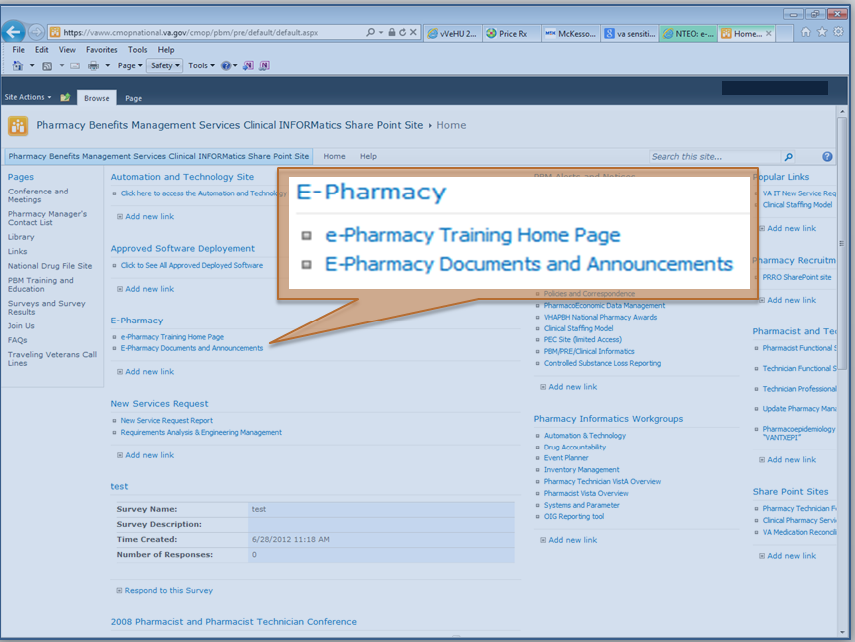 https://vaww.cmopnational.va.gov/cmop/pbm/pre/default/default.aspx
vVeHU 2...
Price Rx
McKesso...
va sensiti...
NTEO: e-...
Home...
File Edit View Favorites Tools Help
Page Safety Tools
Site Actions
Browse
Page
Pharmacy Benefits Management Services Clinical INFORMatics Share Point Site Home
Pharmacy Benefits Management Services Clinical INFORMatics Share Point Site Home Help
Search this site...
Pages
Conference and
Meetings
Pharmacy Manager's
Contact List
Library
Links
National Drug File Site
PBM Training and
Education
Surveys and Survey
Results
Join Us
FAQs
Traveling Veterans Call
Lines
Automation and Technology Site
Click here to access the Automation and Technology
Add new link
Approved Software Deployement
Click to See All Approved Deployed Software
Add new link
E-Pharmacy
e-Pharmacy Training Home Page
E-Pharmacy Documents and Announcements
Add new link
New Services Request
New Service Request Report
Requirements Analysis & Engineering Management
Add new link
test
Survey Name: test
Survey Description:
Time Created: 6/28/2012 11:18 AM
Number of Responses: 0
Respond to this Survey
2008 Pharmacist and Pharmacist Technician Conference
E-Pharmacy
e-Pharmacy Training Home Page
E-Pharmacy Documents and Announcements
PBM Alerts and Notices
Policies and Correspondence
PharmacoEconomic Data Management
VHAPBH National Pharmacy Awards
Clinical Staffing Model
PEC Site (limited Access)
PBM/PRE/Clinical Informatics
Controlled Substance Loss Reporting
Add new link
Pharmacy Informatics Workgroups
Automation & Technology
Drug Accountability
Event Planner
Inventory Management
Pharmacy Technician VistA Overview
Pharmacist Vista Overview
Systems and Parameter
OIG Reporting tool
Add new link
Popular Links
VA IT New Service Req
Clinical Staffing Model
Add new link
Pharmacy Recruitm
PRRO SharePoint site
Add new link
Pharmacist and Tec
Pharmacist Functional S
Technician Functional S
Technician Professional
Update Pharmacy Mana
Pharmacoepidemiology
"VANTXEPI"
Add new link
Share Point Sites
Pharmacy Technician F
Clinical Pharmacy Servi
VA Medication Reconcili
Add new link